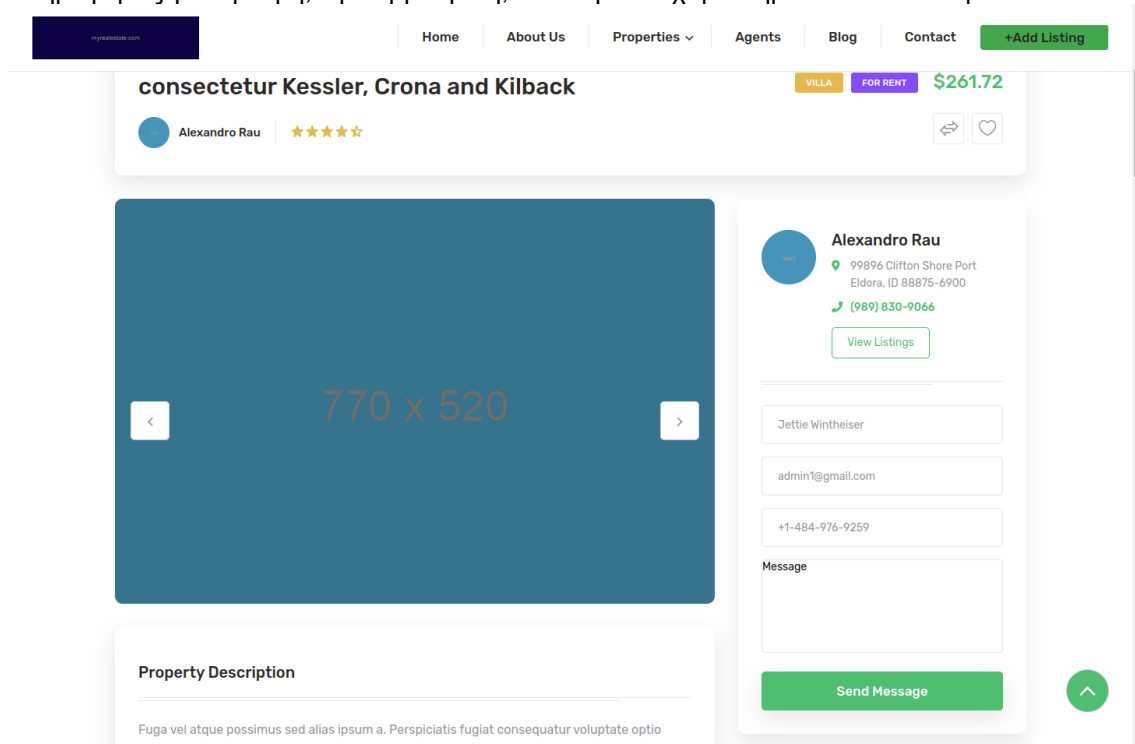 myrealestate.com
Home
About Us
Properties
Agents
Blog
Contact
+Add Listing
consectetur Kessler, Crona and Kilback
VILLA
FOR RENT
$261.72
Alexandro Rau
770 x 520
Alexandro Rau
99896 Clifton Shore Port
Eldora, ID 88875-6900
(989) 830-9066
View Listings
Jettie Wintheiser
admin1@gmail.com
+1-484-976-9259
Message
Send Message
Property Description
Fuga vel atque possimus sed alias ipsum a. Perspiciatis fugiat consequatur voluptate optio